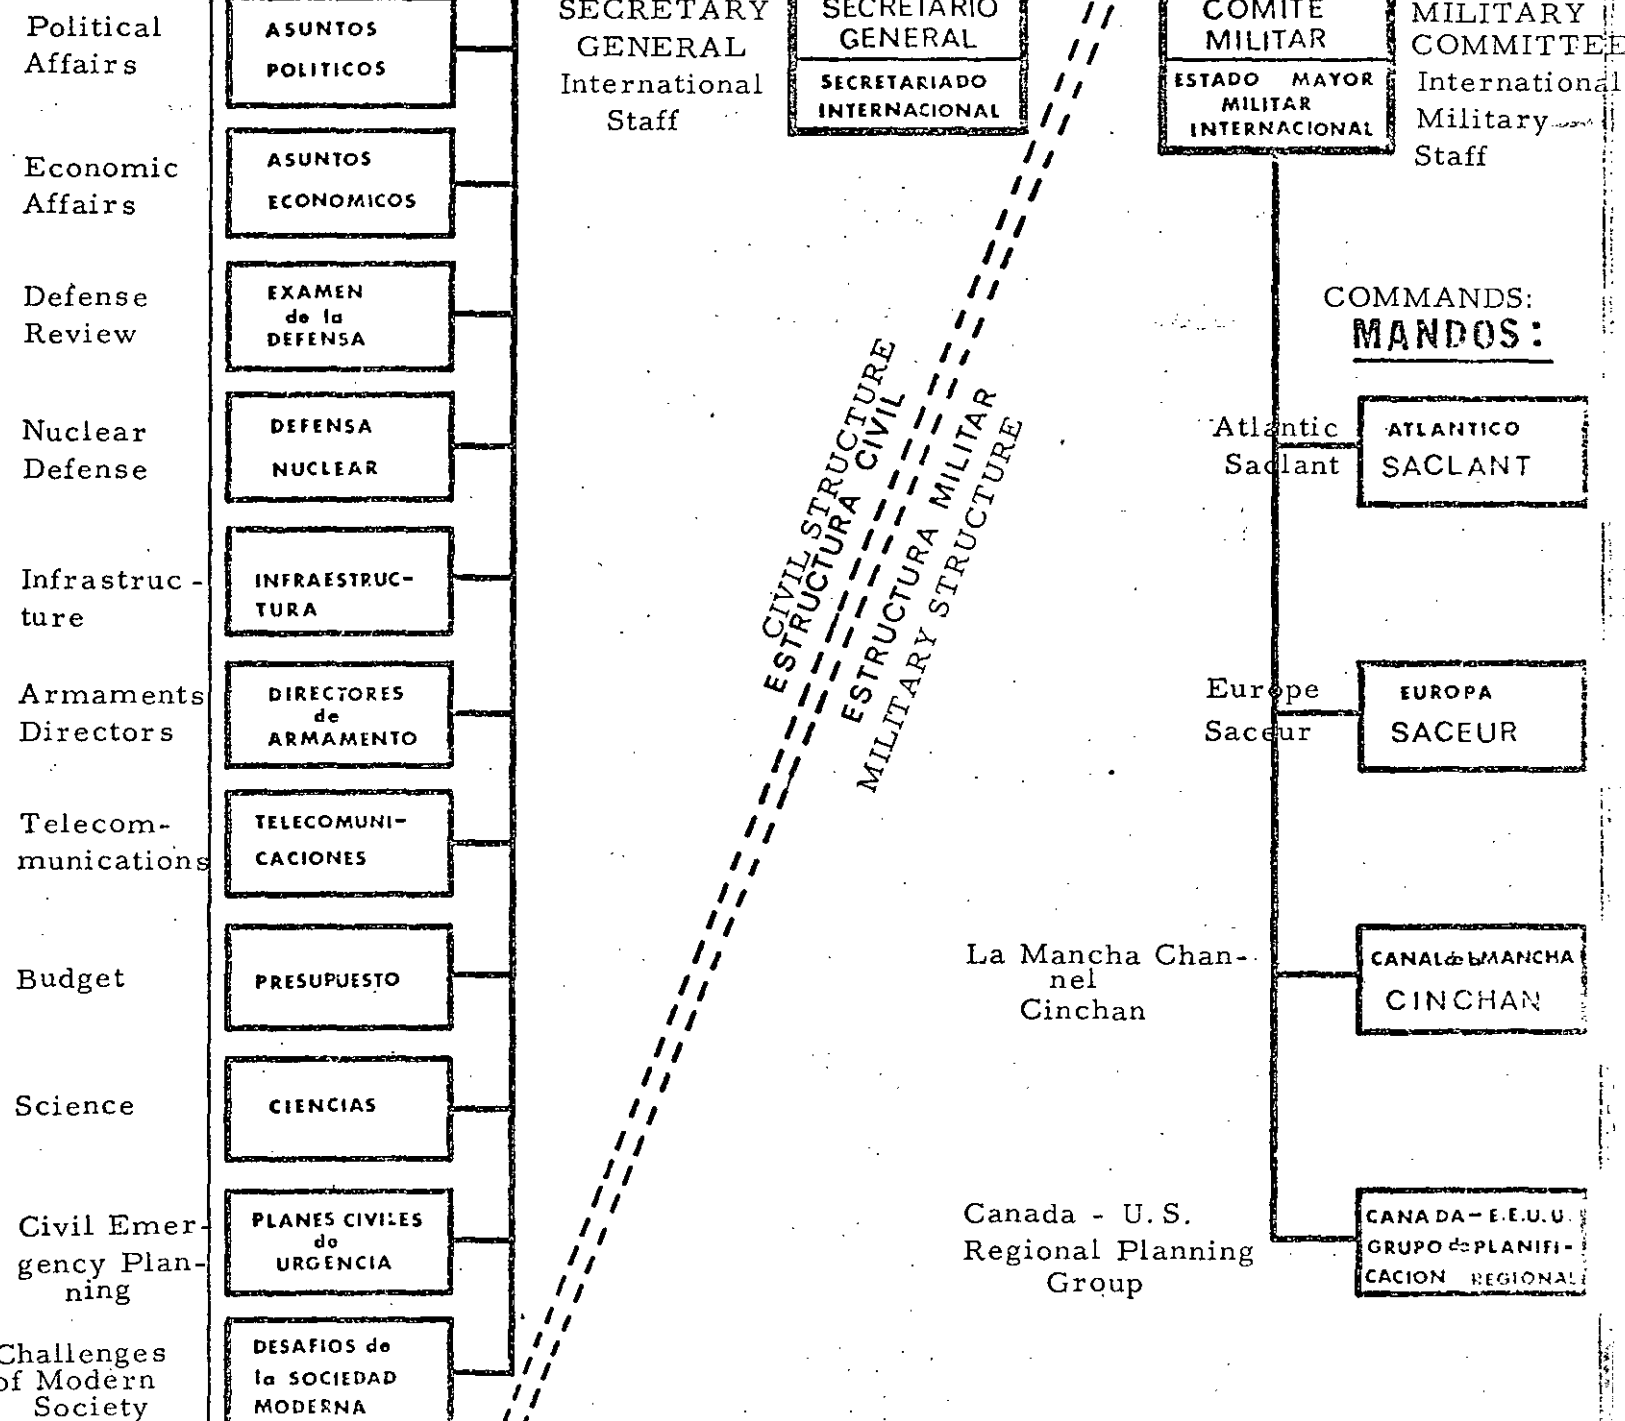 Political
Affairs
ASUNTOS
POLITICOS
SECRETARY
GENERAL
International
Staff
SECRETARIO
GENERAL
SECRETARIADO
INTERNACIONAL
COMITE
MILITAR
ESTADO MAYOR
MILITAR
INTERNACIONAL
MILITARY
COMMITTEE
International
Military
Staff
Economic
Affairs
ASUNTOS
ECONOMICOS
Defense
Review
EXAMEN
de la
DEFENSA
Nuclear
Defense
DEFENSA
NUCLEAR
Infrastruc -
ture
INFRAESTRUC-
TURA
Armaments
Directors
DIRECTORES
de
ARMAMENTO
Telecom-
munications
TELECOMUNI-
CACIONES
Budget
PRESUPUESTO
Science
CIENCIAS
Civil Emer-
gency Plan-
ning
PLANES CIVILES
de
URGENCIA
Challenges
of Modern
Society
DESAFIOS de
la SOCIEDAD
MODERNA
CIVIL STRUCTURE
ESTRUCTURA CIVIL
ESTRUCTURA MILITAR
MILITARY STRUCTURE
COMMANDS:
MANDOS:
Atlantic
Saclant
ATLANTICO
SACLANT
Europe
Saceur
EUROPA
SACEUR
La Mancha Chan-
nel
Cinchan
CANAL de la MANCHA
CINCHAN
Canada - U.S.
Regional Planning
Group
CANADA-E.E.U.U.
GRUPO de PLANIFI-
CACION REGIONAL